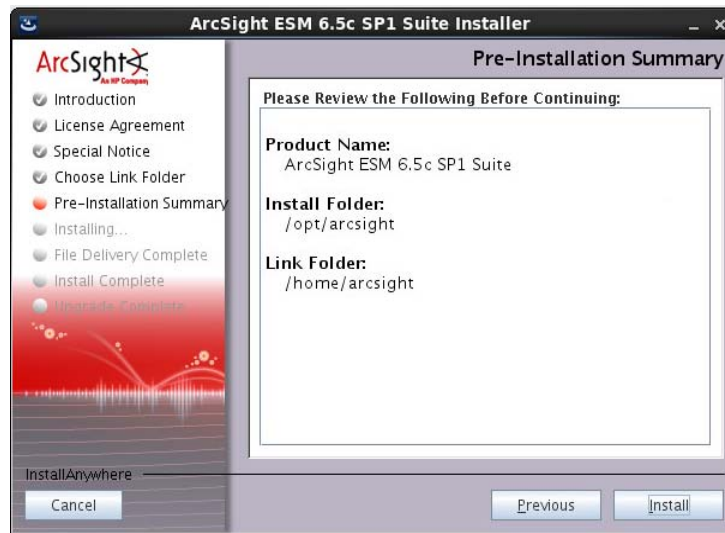 ArcSight ESM 6.5c SP1 Suite Installer
ArcSight
An HP Company
Pre-Installation Summary
Introduction
License Agreement
Special Notice
Choose Link Folder
Pre-Installation Summary
Installing...
File Delivery Complete
Install Complete
Upgrade Complete
Please Review the Following Before Continuing:
Product Name:
ArcSight ESM 6.5c SP1 Suite
Install Folder:
/opt/arcsight
Link Folder:
/home/arcsight
InstallAnywhere
Cancel
Previous
Install